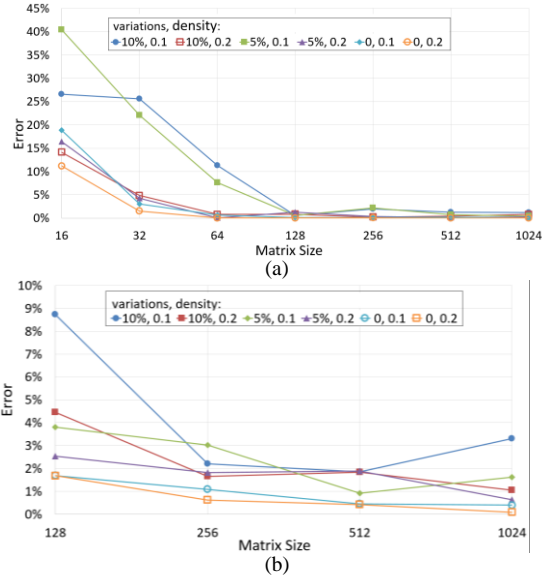 45%
40%
35%
30%
25%
20%
15%
10%
5%
0%
Error
variations, density:
10%, 0.1 10%, 0.2 5%, 0.1 5%, 0.2 0, 0.1 0, 0.2
16 32 64 128 256 512 1024
Matrix Size
(a)
10%
9%
8%
7%
6%
5%
4%
3%
2%
1%
0%
Error
variations, density:
10%, 0.1 10%, 0.2 5%, 0.1 5%, 0.2 0, 0.1 0, 0.2
128 256 512 1024
Matrix Size
(b)